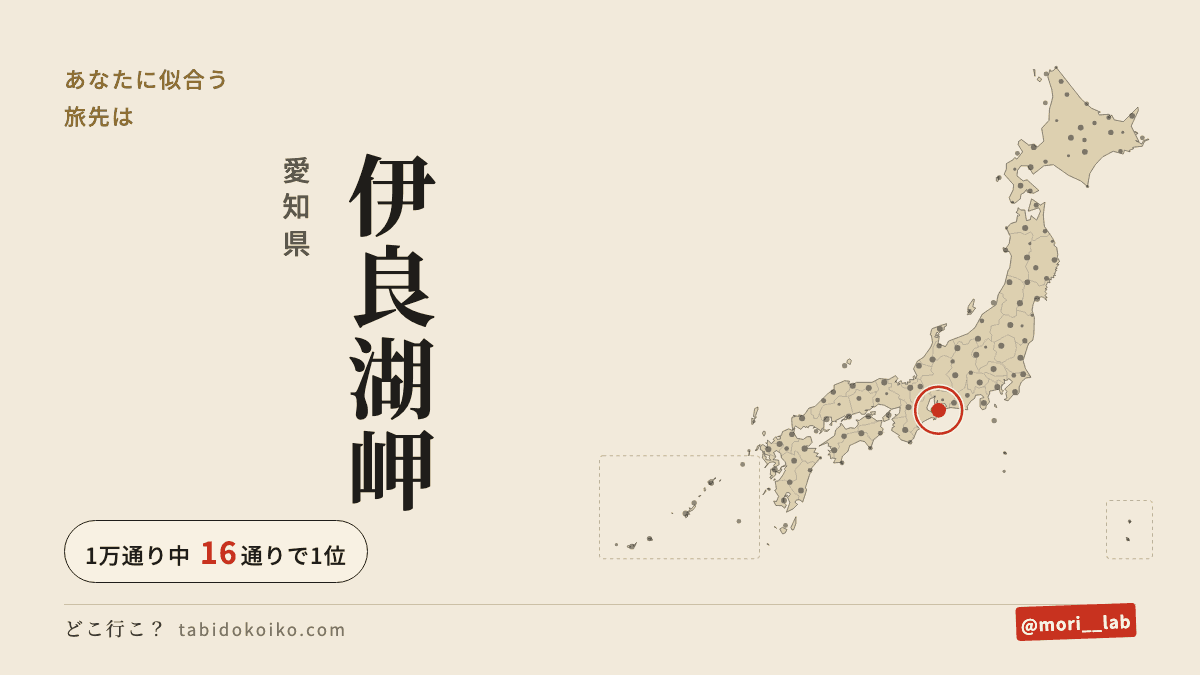 あなたに似合う
旅先は
愛知県
伊良湖岬
1万通り中 16通りで1位
どこ行こ？ tabidokoiko.com
@mori__lab